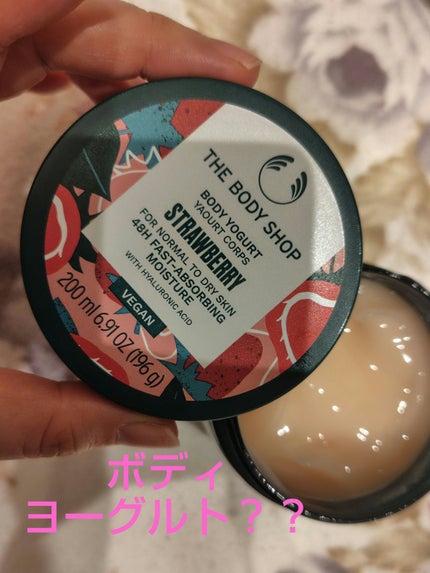 THE BODY SHOP
BODY YOGURT
YAOURT CORPS
STRAWBERRY
FOR NORMAL TO DRY SKIN
48H FAST-ABSORBING
MOISTURE
WITH HYALURONIC ACID
VEGAN
200 ml 6.91 OZ (196 g)
ボディ
ヨーグルト？？